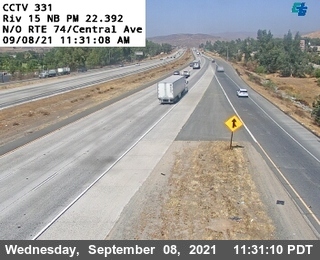 CCTV 331
Riv 15 NB PM 22.392
N/O RTE 74/Central Ave
09/08/21 11:31:08 AM
Wednesday, September 08, 2021 11:31:10 PDT